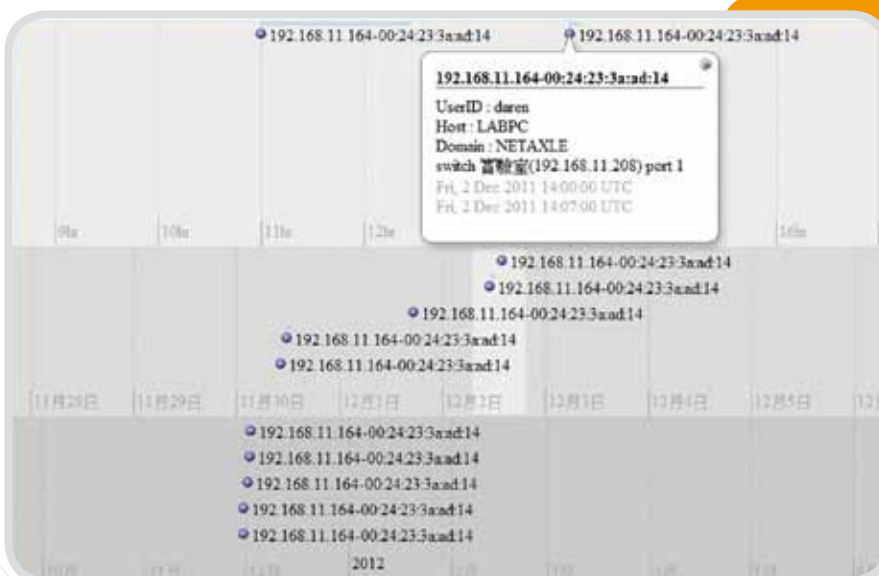 192.168.11.164-00:24:23:3a:ad:14
192.168.11.164-00:24:23:3a:ad:14
192.168.11.164-00:24:23:3a:ad:14
UserID : daren
Host : LABPC
Domain : NETAXLE
switch 實驗室(192.168.11.208) port 1
Fri, 2 Dec 2011 14:00:00 UTC
Fri, 2 Dec 2011 14:07:00 UTC
9hr
10hr
11hr
12hr
16hr
192.168.11.164-00:24:23:3a:ad:14
192.168.11.164-00:24:23:3a:ad:14
192.168.11.164-00:24:23:3a:ad:14
192.168.11.164-00:24:23:3a:ad:14
192.168.11.164-00:24:23:3a:ad:14
11月28日
11月29日
11月30日
12月1日
12月2日
12月3日
12月4日
12月5日
192.168.11.164-00:24:23:3a:ad:14
192.168.11.164-00:24:23:3a:ad:14
192.168.11.164-00:24:23:3a:ad:14
192.168.11.164-00:24:23:3a:ad:14
192.168.11.164-00:24:23:3a:ad:14
2012